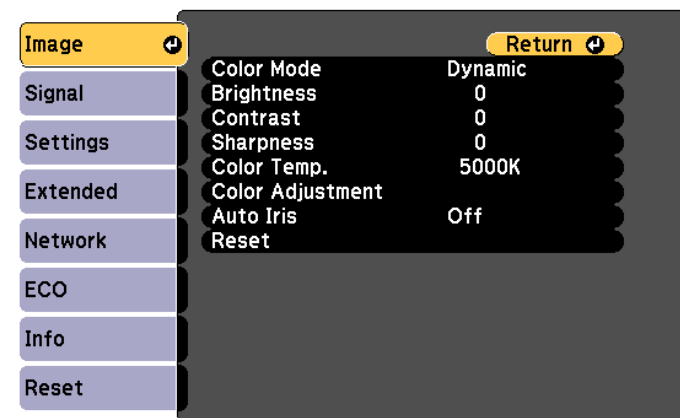 Image
Signal
Settings
Extended
Network
ECO
Info
Reset
Return
Color Mode Dynamic
Brightness 0
Contrast 0
Sharpness 0
Color Temp. 5000K
Color Adjustment
Auto Iris Off
Reset